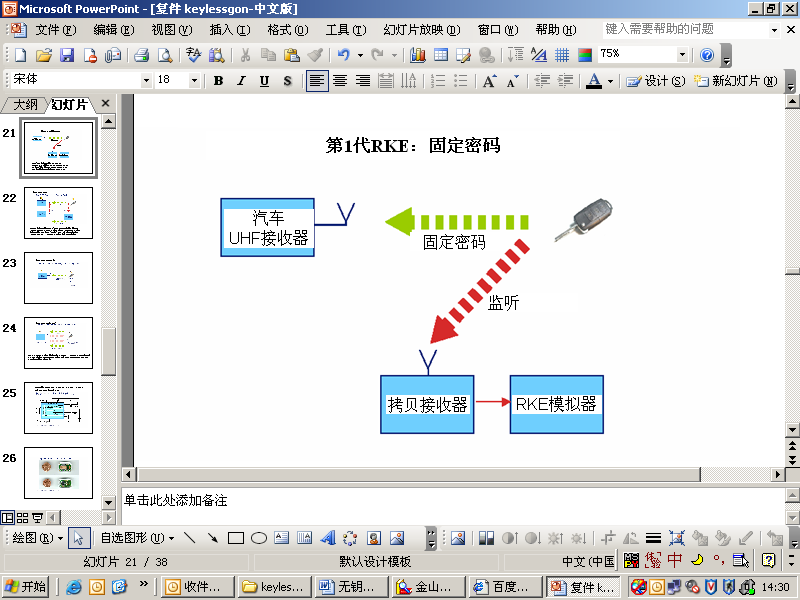 Microsoft PowerPoint - [复件 keylessgon-中文版]
文件(F) 编辑(E) 视图(V) 插入(I) 格式(O) 工具(T) 幻灯片放映(D) 窗口(W) 帮助(H) 键入需要帮助的问题
75%
宋体 18 B I U S A A A 设计(S) 新幻灯片(N)
大纲 幻灯片
21
22
23
24
25
26
第1代RKE：固定密码
汽车
UHF接收器
固定密码
监听
拷贝接收器
RKE模拟器
单击此处添加备注
绘图(R) 自选图形(U)
幻灯片 21 / 38 默认设计模板 中文(中国 中
开始 收件... keyles... 无钥... 金山... 百度... 复件 k... 14:30